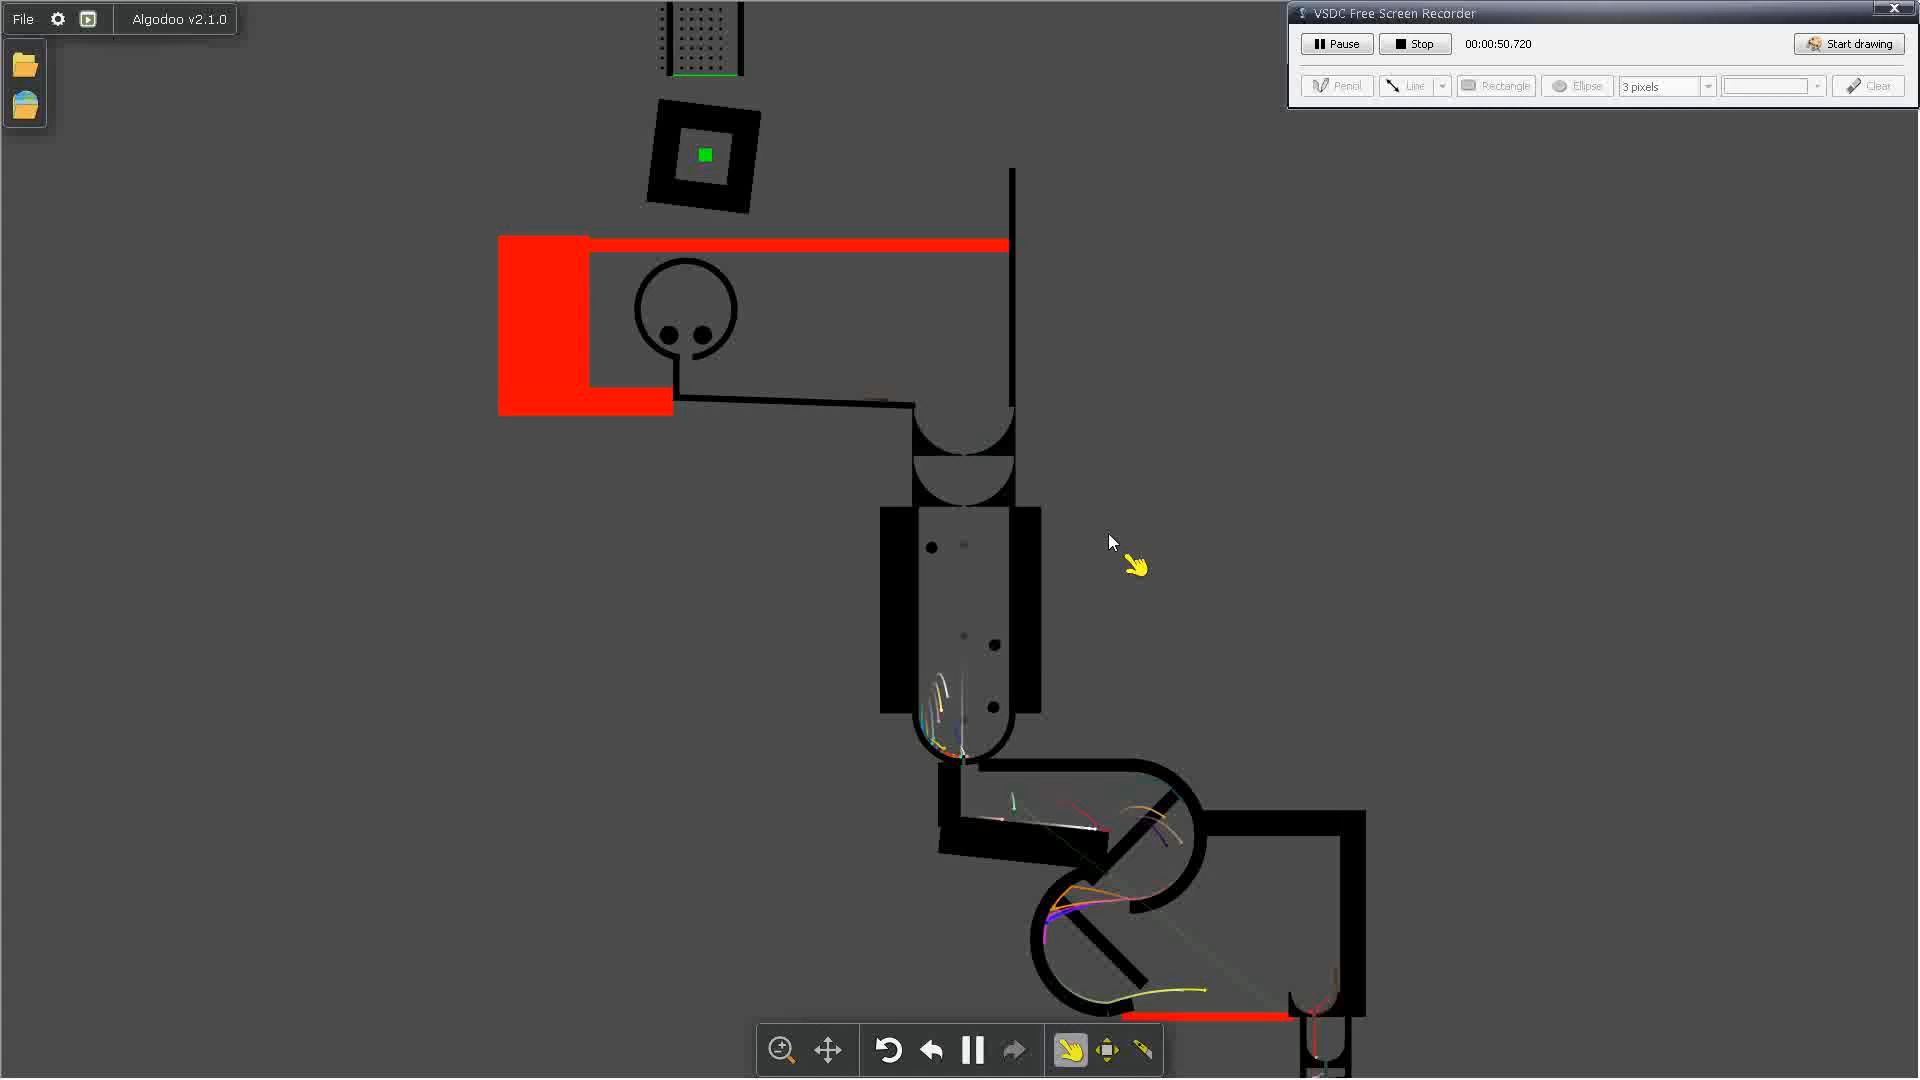 File Algodoo v2.1.0
VSDC Free Screen Recorder
Pause Stop 00:00:50.720 Start drawing
Pencil Line Rectangle Ellipse 3 pixels Clear